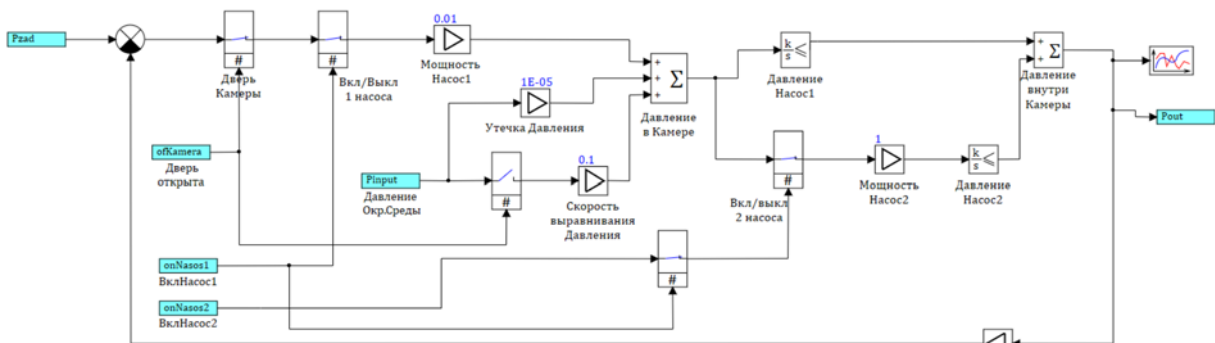 0.01
Pzad
#
#
Мощность
Насос1
Дверь
Камеры
Вкл/Выкл
1 насоса
1E-05
Утечка Давления
+
+
+
Σ
Давление
в Камере
k
s
≤
Давление
Насос1
+
+
Σ
Давление
внутри
Камеры
Pout
ofKamera
Дверь
открыта
Pinput
Давление
Окр.Среды
#
0.1
Скорость
выравнивания
Давления
#
Вкл/выкл
2 насоса
1
Мощность
Насос2
k
s
≤
Давление
Насос2
onNasos1
ВклНасос1
onNasos2
ВклНасос2
#